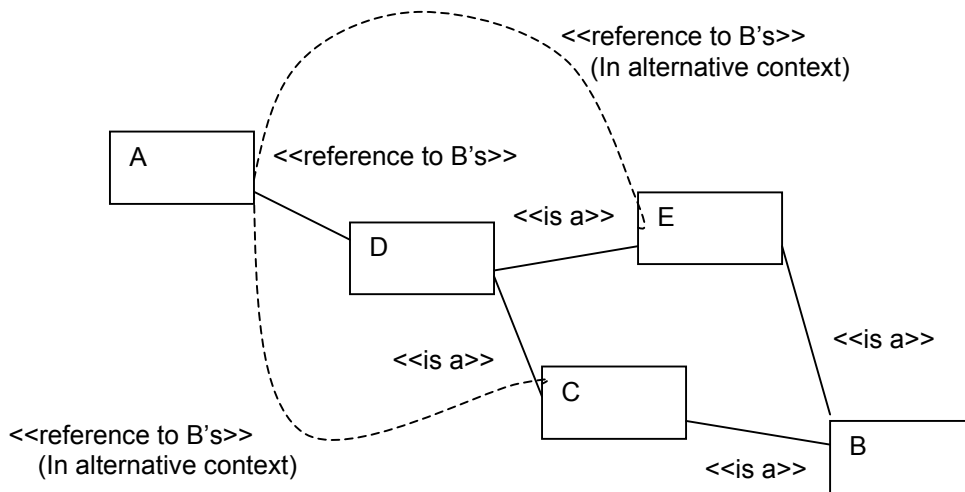 <<reference to B’s>>
(In alternative context)
A
<<reference to B’s>>
<<is a>>
E
D
<<is a>>
<<is a>>
C
<<reference to B’s>>
(In alternative context)
<<is a>>
B